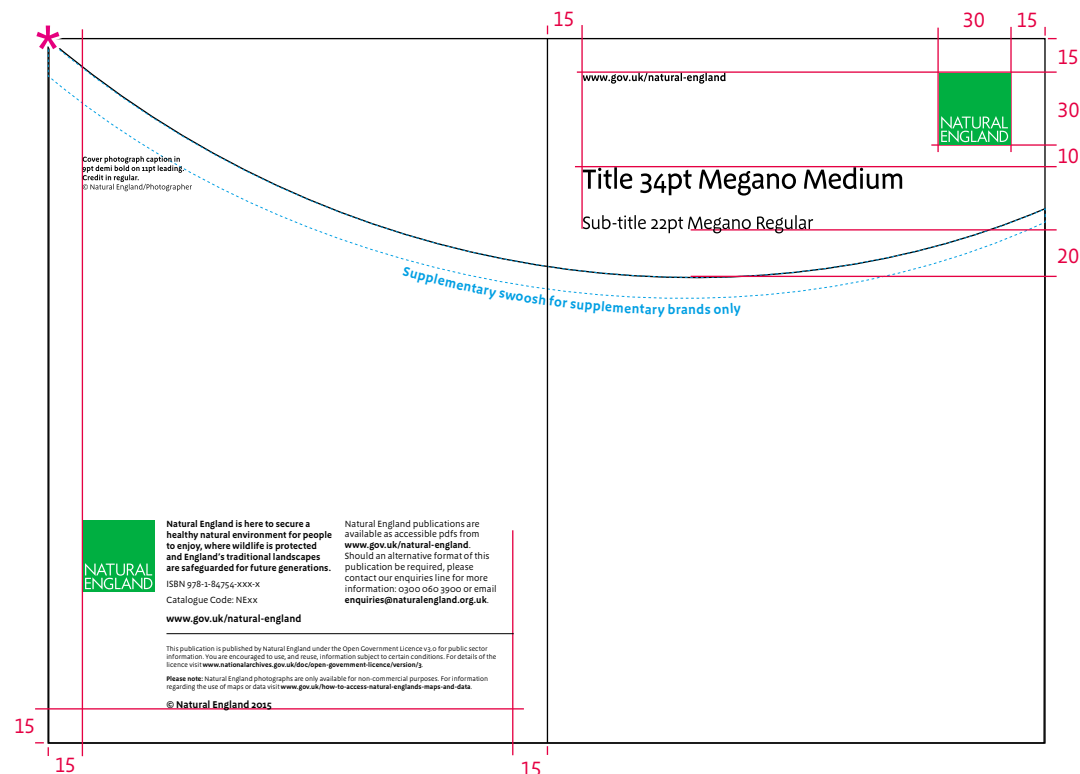 *
15
30 15
15
www.gov.uk/natural-england
NATURAL
ENGLAND
30
10
Cover photograph caption in
9pt demi bold on 11pt leading.
Credit in regular.
© Natural England/Photographer
Title 34pt Megano Medium
Sub-title 22pt Megano Regular
20
Supplementary swoosh for supplementary brands only
NATURAL
ENGLAND
Natural England is here to secure a
healthy natural environment for people
to enjoy, where wildlife is protected
and England's traditional landscapes
are safeguarded for future generations.
ISBN 978-1-84754-xxx-x
Catalogue Code: NExx
www.gov.uk/natural-england
Natural England publications are
available as accessible pdfs from
www.gov.uk/natural-england.
Should an alternative format of this
publication be required, please
contact our enquiries line for more
information: 0300 060 3900 or email
enquiries@naturalengland.org.uk.
This publication is published by Natural England under the Open Government Licence v3.0 for public sector
information. You are encouraged to use, and reuse, information subject to certain conditions. For details of the
licence visit www.nationalarchives.gov.uk/doc/open-government-licence/version/3.
Please note: Natural England photographs are only available for non-commercial purposes. For information
regarding the use of maps or data visit www.gov.uk/how-to-access-natural-englands-maps-and-data.
© Natural England 2015
15
15
15